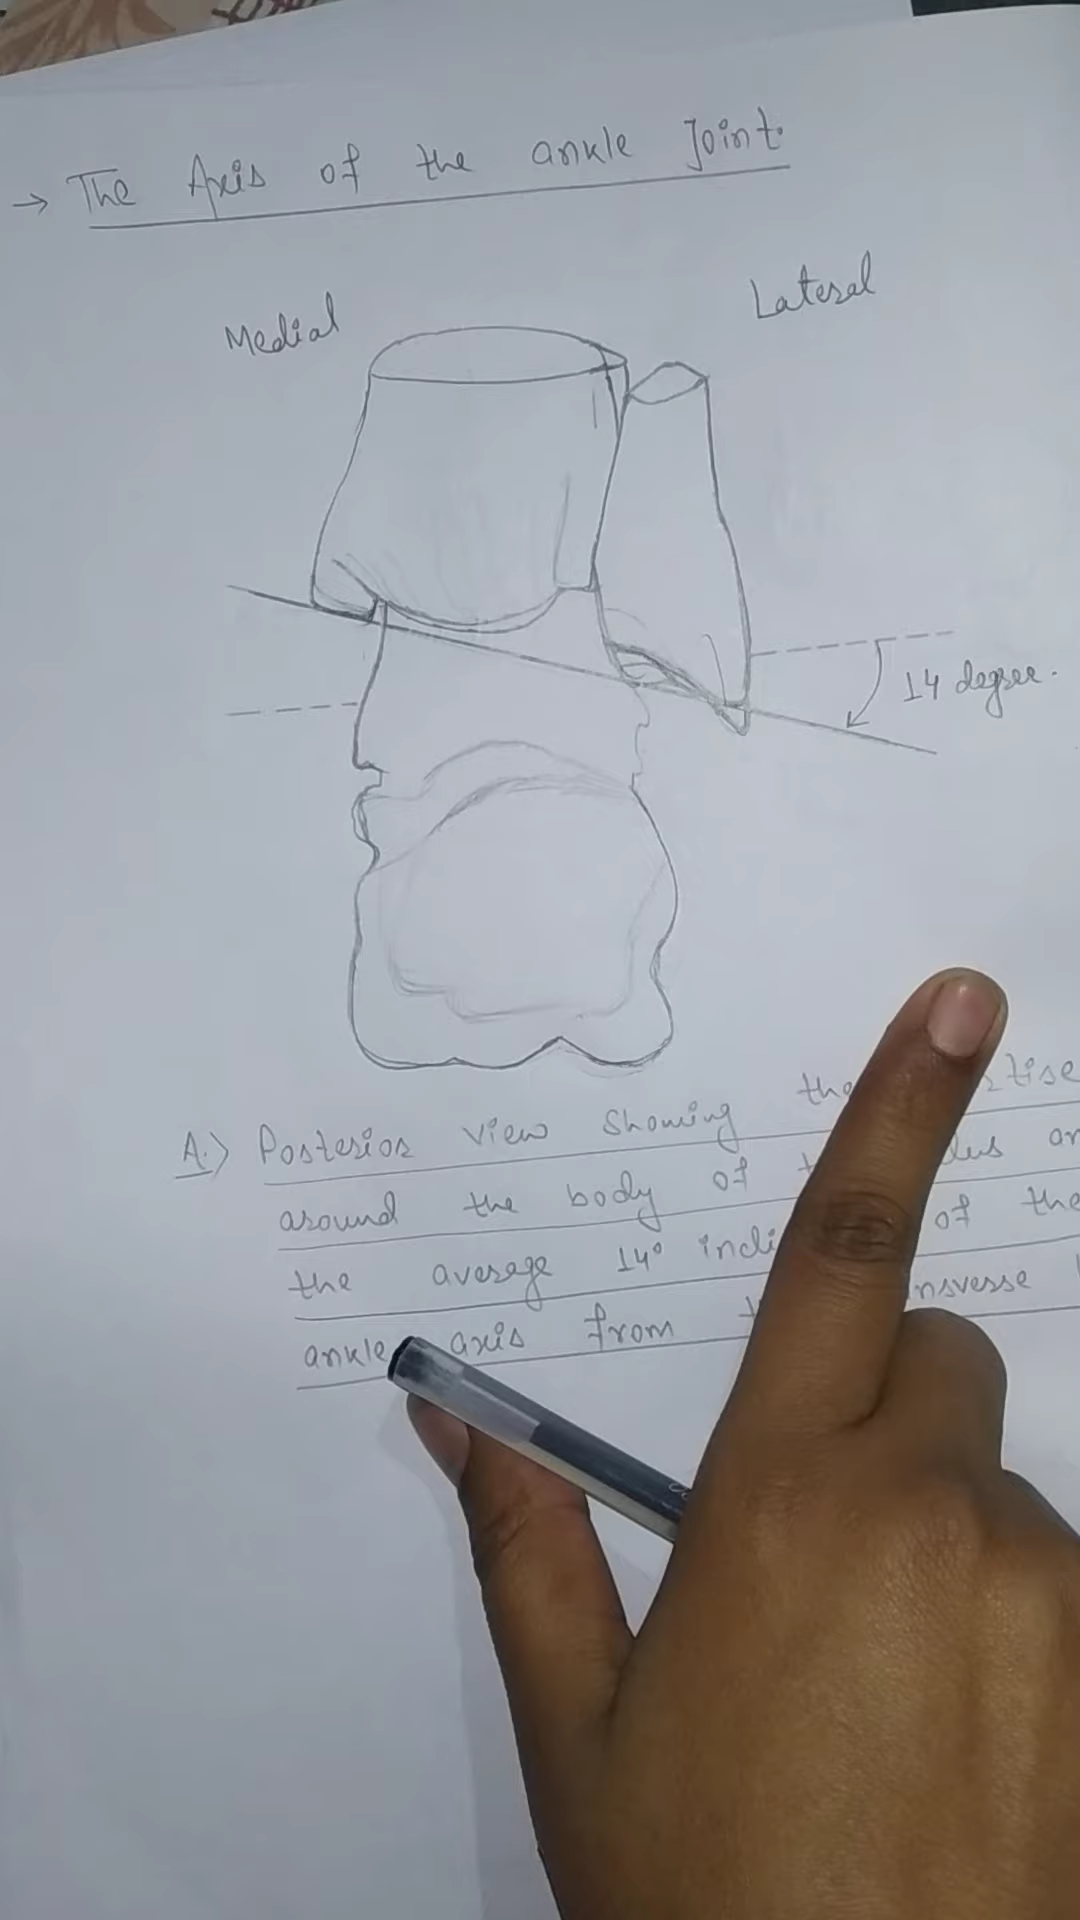 → The Axis of the ankle Joint.
Medial
Lateral
14 degree.
A.) Posterior view showing the
around the body of
the average 14° of the
ankle axis from